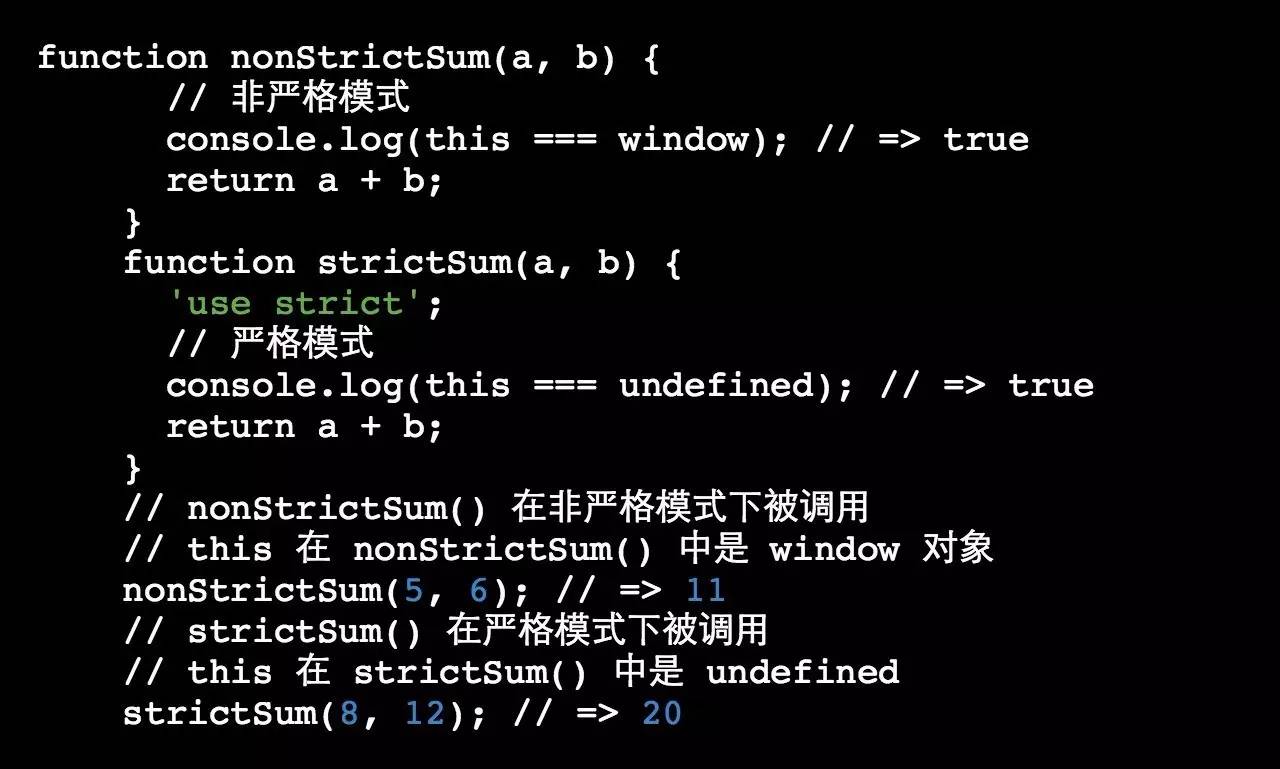 function nonStrictSum(a, b) {
// 非严格模式
console.log(this === window); // => true
return a + b;
}
function strictSum(a, b) {
'use strict';
// 严格模式
console.log(this === undefined); // => true
return a + b;
}
// nonStrictSum() 在非严格模式下被调用
// this 在 nonStrictSum() 中是 window 对象
nonStrictSum(5, 6); // => 11
// strictSum() 在严格模式下被调用
// this 在 strictSum() 中是 undefined
strictSum(8, 12); // => 20